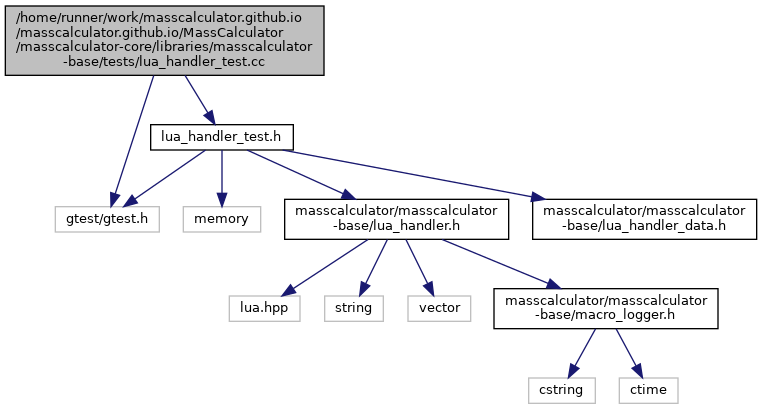 /home/runner/work/masscalculator.github.io
/masscalculator.github.io/MassCalculator
/masscalculator-core/libraries/masscalculator
-base/tests/lua_handler_test.cc
lua_handler_test.h
gtest/gtest.h
memory
masscalculator/masscalculator
-base/lua_handler.h
masscalculator/masscalculator
-base/lua_handler_data.h
lua.hpp
string
vector
masscalculator/masscalculator
-base/macro_logger.h
cstring
ctime